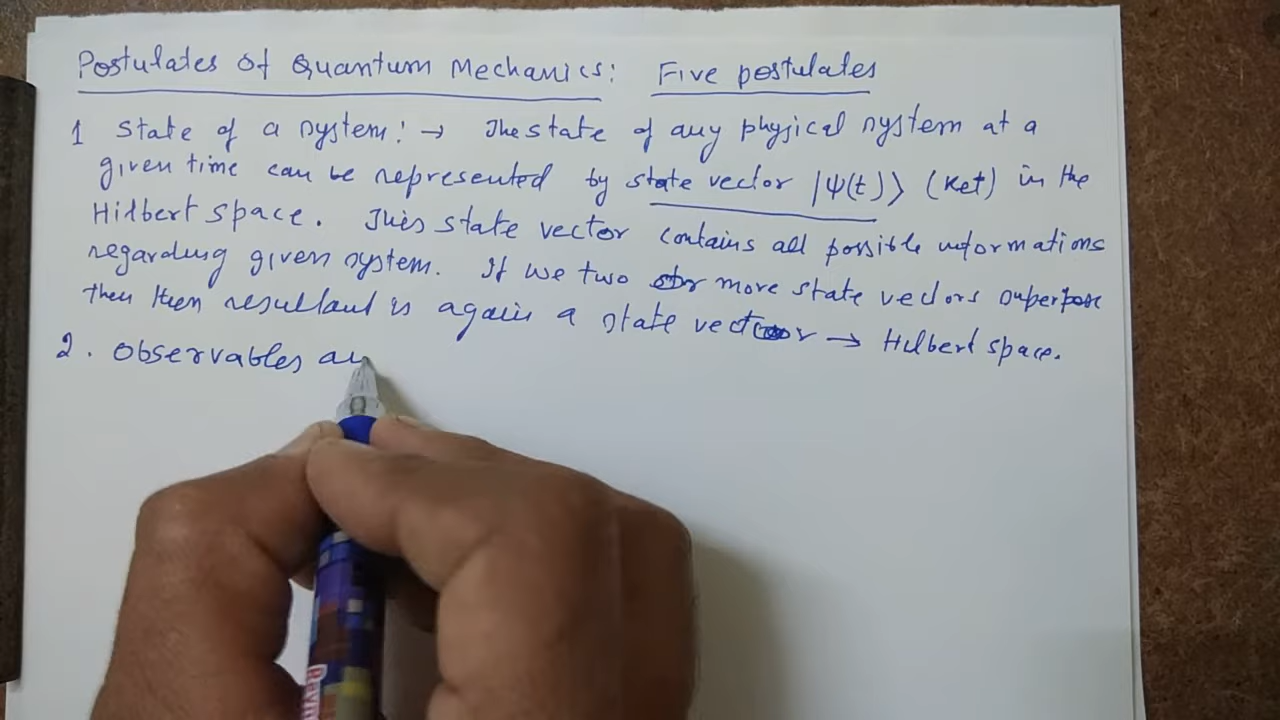 Postulates of Quantum Mechanics: Five postulates
1 State of a system: → The state of any physical system at a
given time can be represented by state vector |Ψ(t)⟩ (Ket) in the
Hilbert space. This state vector contains all possible informations
regarding given system. If we two or more state vectors superpose
then then resultant is again a state vector → Hilbert space.
2. Observables an